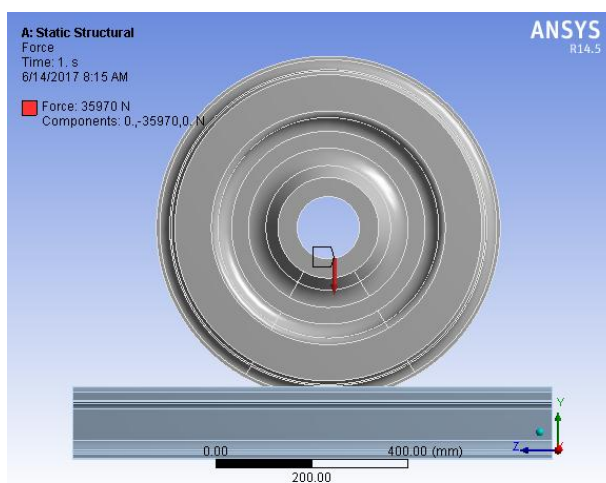 A: Static Structural
Force
Time: 1. s
6/14/2017 8:15 AM
Force: 35970 N
Components: 0.,-35970,0. N
ANSYS
R14.5
Y
Z
X
0.00 400.00 (mm)
200.00